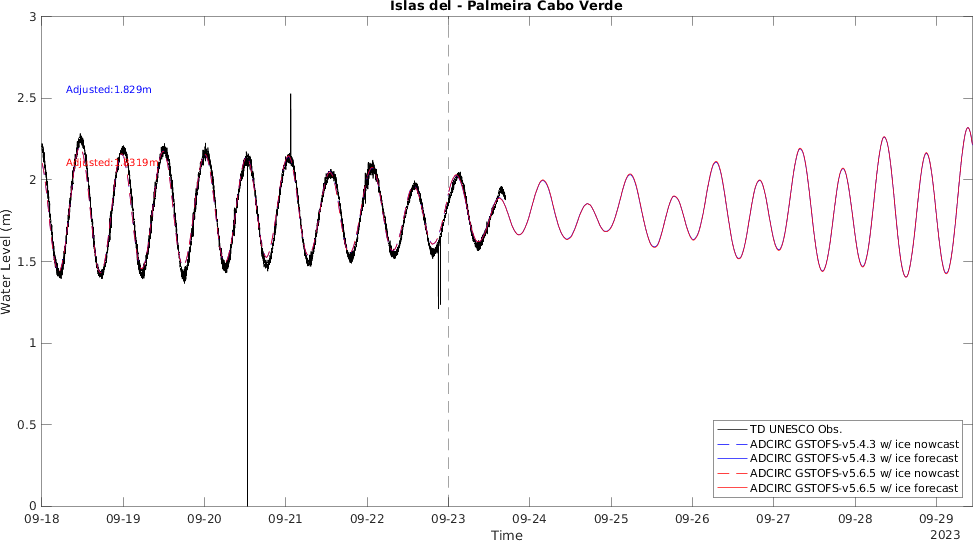 Islas del - Palmeira Cabo Verde
3
2.5
2
1.5
1
0.5
0
Water Level (m)
Adjusted:1.829m
Adjusted:1.8319m
TD UNESCO Obs.
ADCIRC GSTOFS-v5.4.3 w/ ice nowcast
ADCIRC GSTOFS-v5.4.3 w/ ice forecast
ADCIRC GSTOFS-v5.6.5 w/ ice nowcast
ADCIRC GSTOFS-v5.6.5 w/ ice forecast
09-18 09-19 09-20 09-21 09-22 09-23 09-24 09-25 09-26 09-27 09-28 09-29
2023
Time